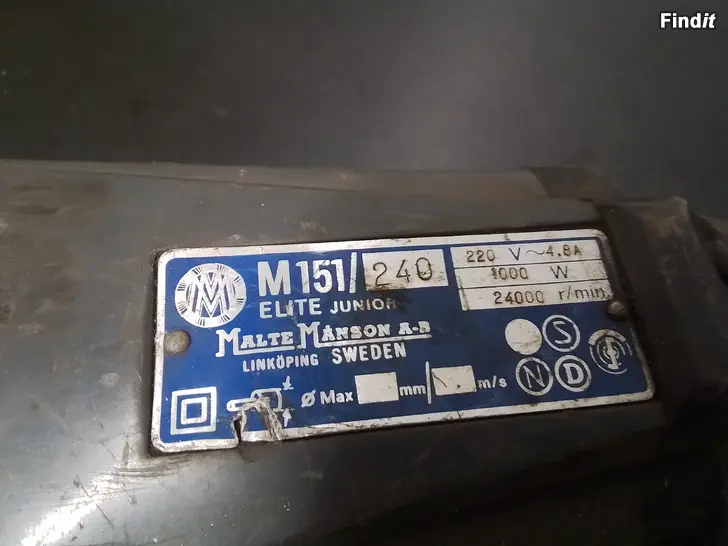 Findit
M151/240
ELITE JUNIOR
MALTE MÅNSON A-B
LINKÖPING SWEDEN
Ø Max mm/ m/s
220 V ~ 4.8A
1000 W
24000 r/min
S
N D